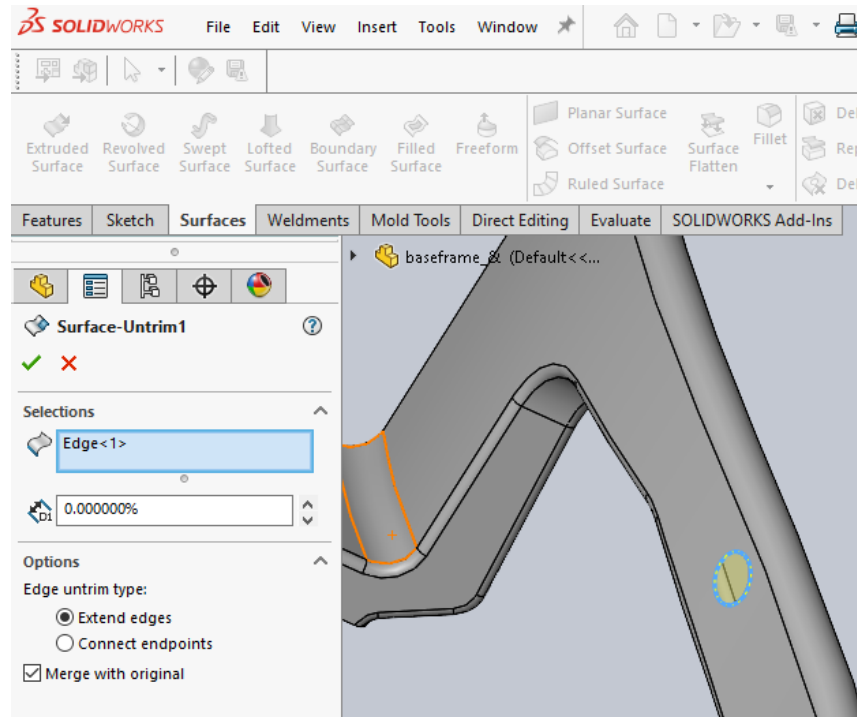 SOLIDWORKS File Edit View Insert Tools Window
Extruded Surface
Revolved Surface
Swept Surface
Lofted Surface
Boundary Surface
Filled Surface
Freeform
Planar Surface
Offset Surface
Ruled Surface
Surface Flatten
Fillet
Features Sketch Surfaces Weldments Mold Tools Direct Editing Evaluate SOLIDWORKS Add-Ins
baseframe_& (Default<<...
Surface-Untrim1
Selections
Edge<1>
D1 0.000000%
Options
Edge untrim type:
Extend edges
Connect endpoints
Merge with original